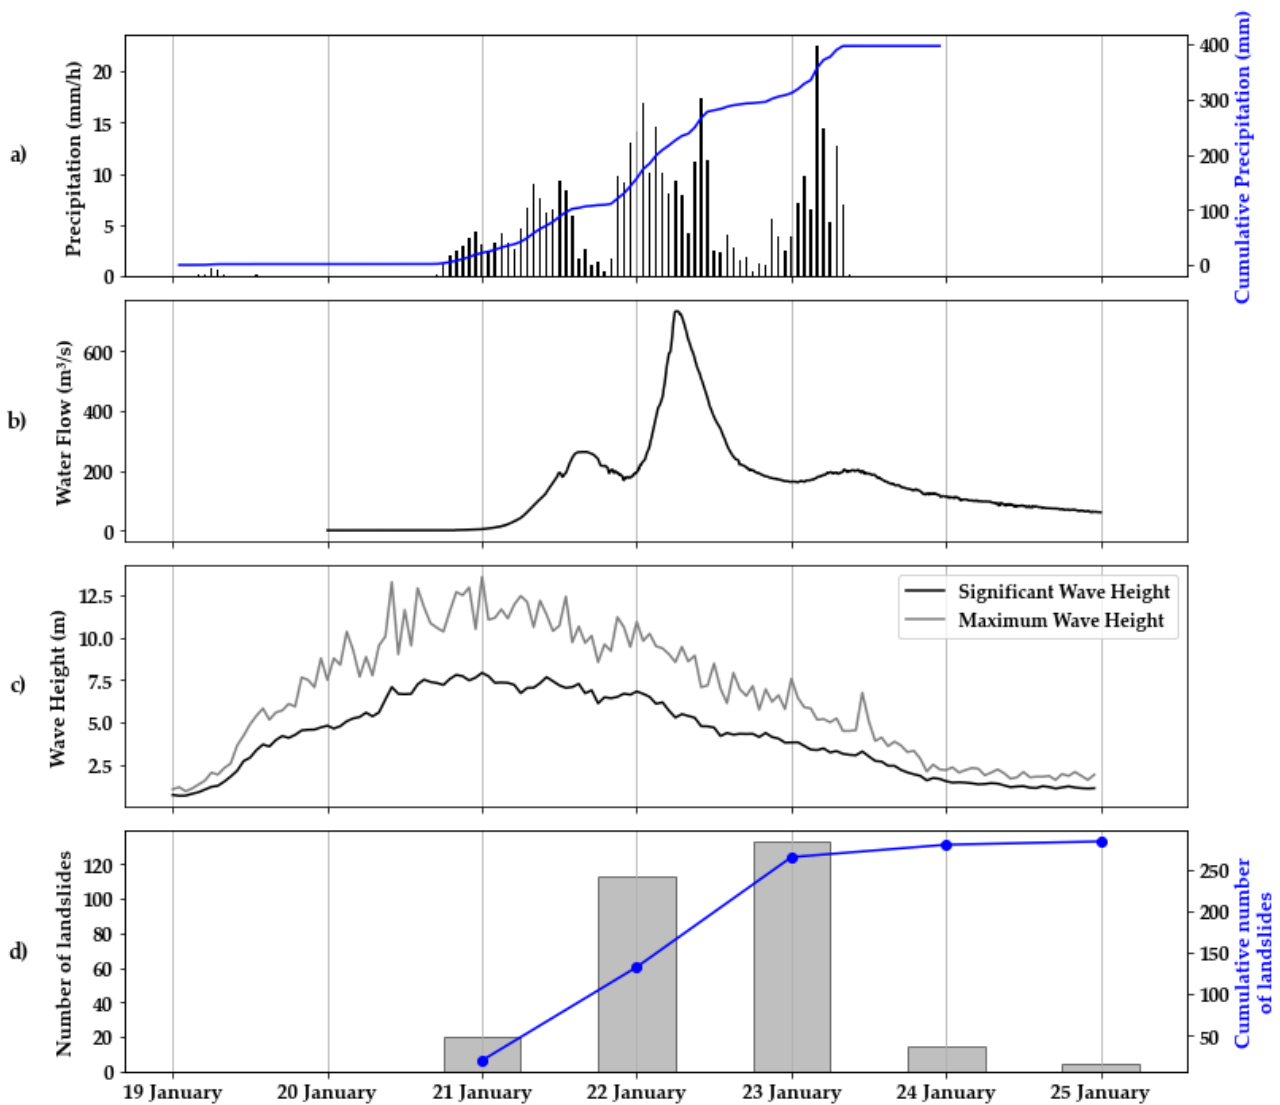 a)
Precipitation (mm/h)
20
15
10
5
0
400
300
200
100
0
Cumulative Precipitation (mm)
b)
Water Flow (m³/s)
600
400
200
0
c)
Wave Height (m)
12.5
10.0
7.5
5.0
2.5
Significant Wave Height
Maximum Wave Height
d)
Number of landslides
120
100
80
60
40
20
0
250
200
150
100
50
Cumulative number
of landslides
19 January
20 January
21 January
22 January
23 January
24 January
25 January